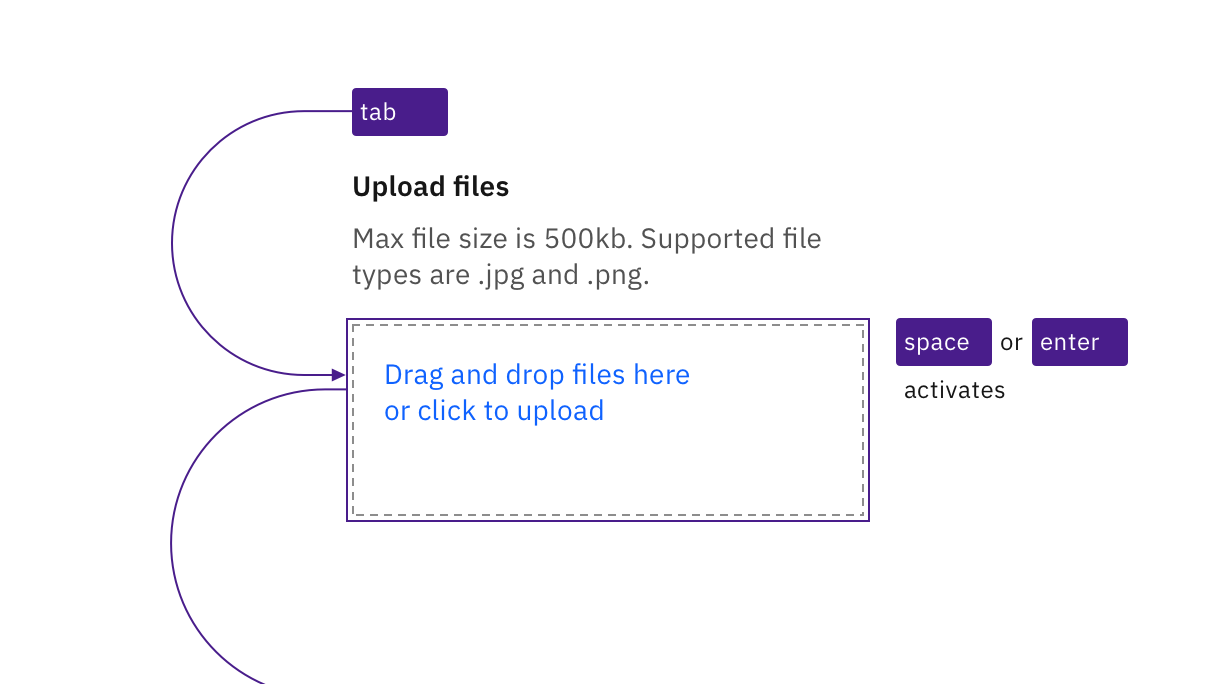 tab
Upload files
Max file size is 500kb. Supported file
types are .jpg and .png.
Drag and drop files here
or click to upload
space or enter
activates